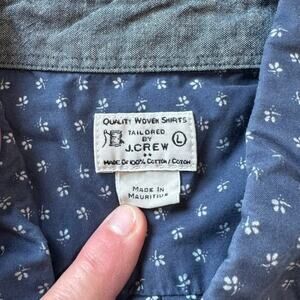 QUALITY WOVEN SHIRTS
TAILORED
BY
J.CREW
L
MADE OF 100% COTTON/COTON
MADE IN
MAURITIUS